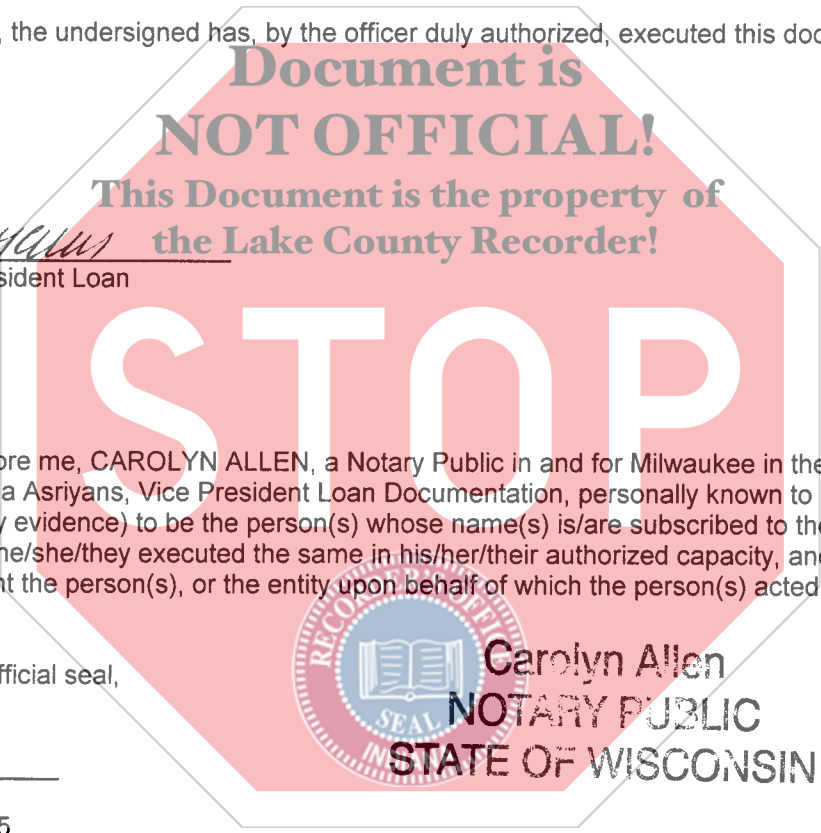 , the undersigned has, by the officer duly authorized, executed this doc
Document is
NOT OFFICIAL!
This Document is the property of
the Lake County Recorder!
sident Loan
STOP
ore me, CAROLYN ALLEN, a Notary Public in and for Milwaukee in the
a Asriyans, Vice President Loan Documentation, personally known to
y evidence) to be the person(s) whose name(s) is/are subscribed to the
he/she/they executed the same in his/her/their authorized capacity, and
nt the person(s), or the entity upon behalf of which the person(s) acted
RECORDER'S OFFICE
SEAL
fficial seal,
Carolyn Allen
NOTARY PUBLIC
STATE OF WISCONSIN
5